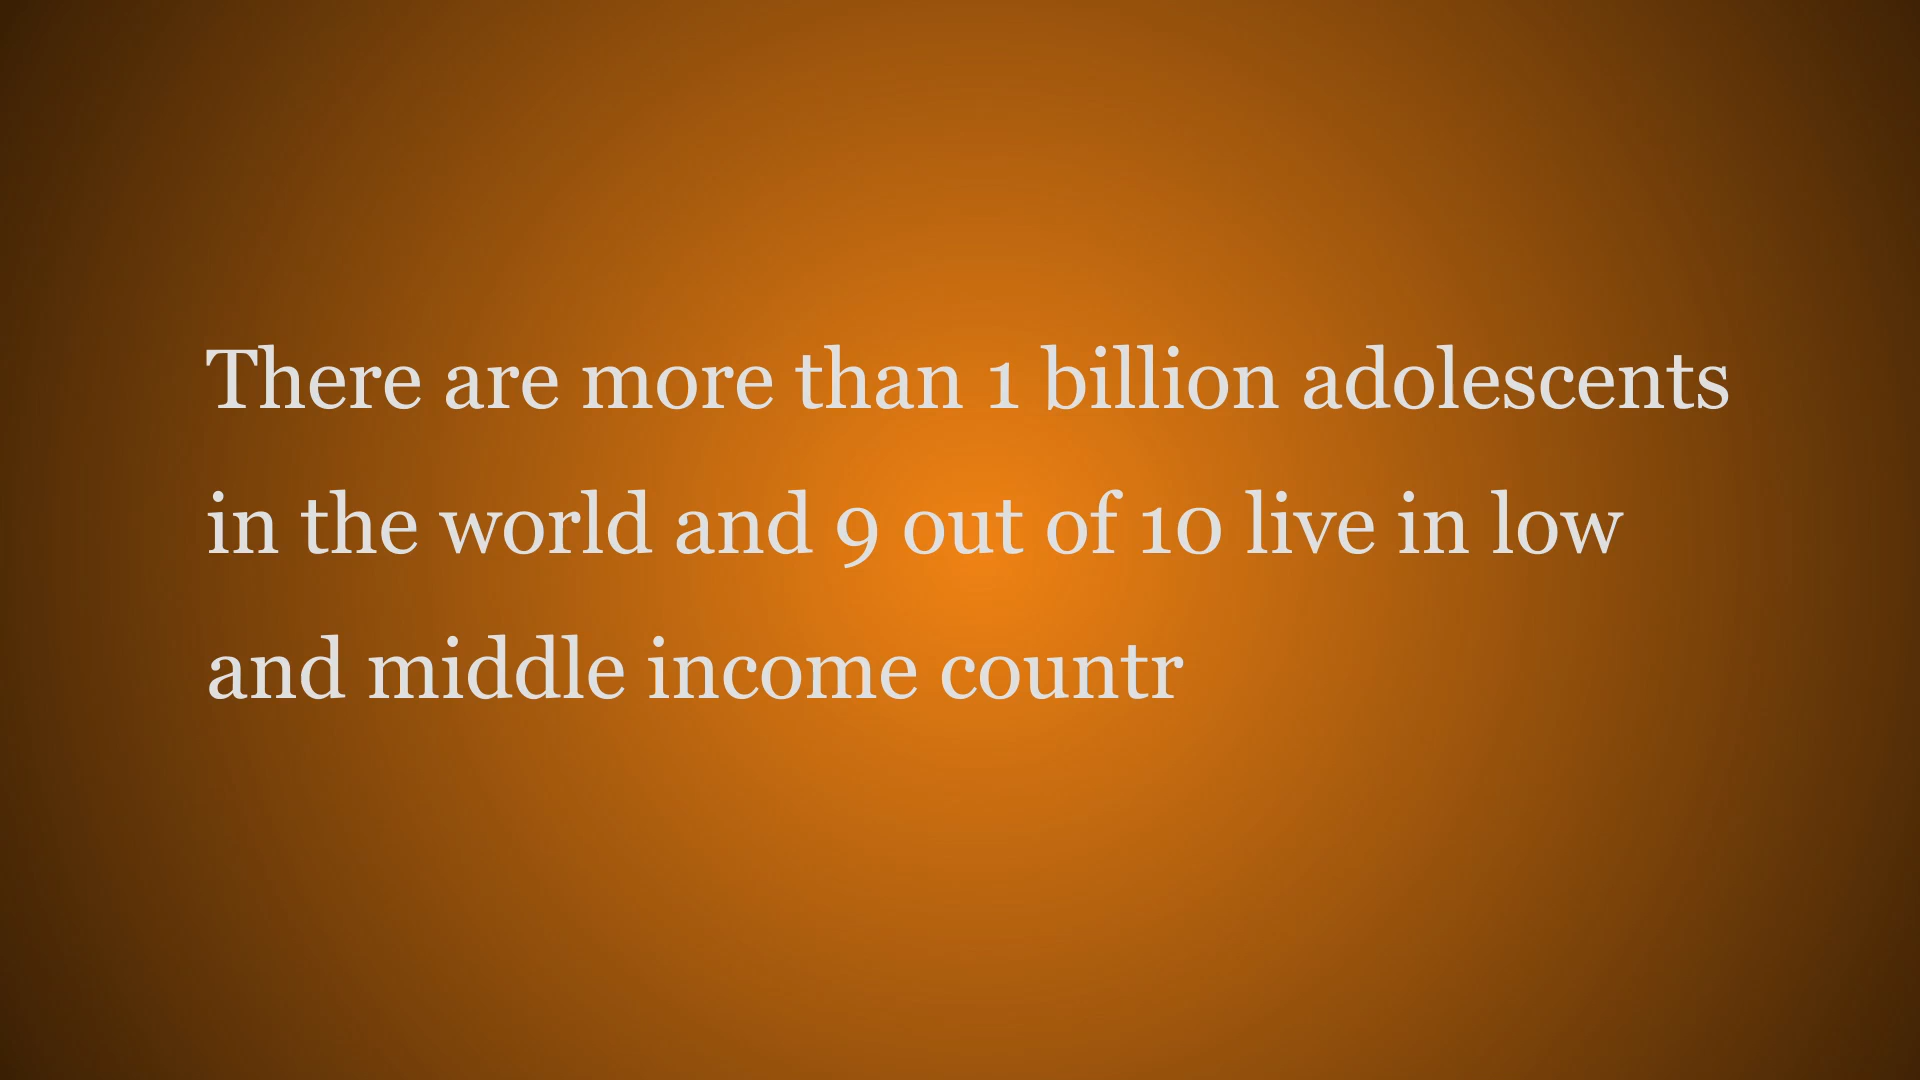 There are more than 1 billion adolescents
in the world and 9 out of 10 live in low
and middle income countr